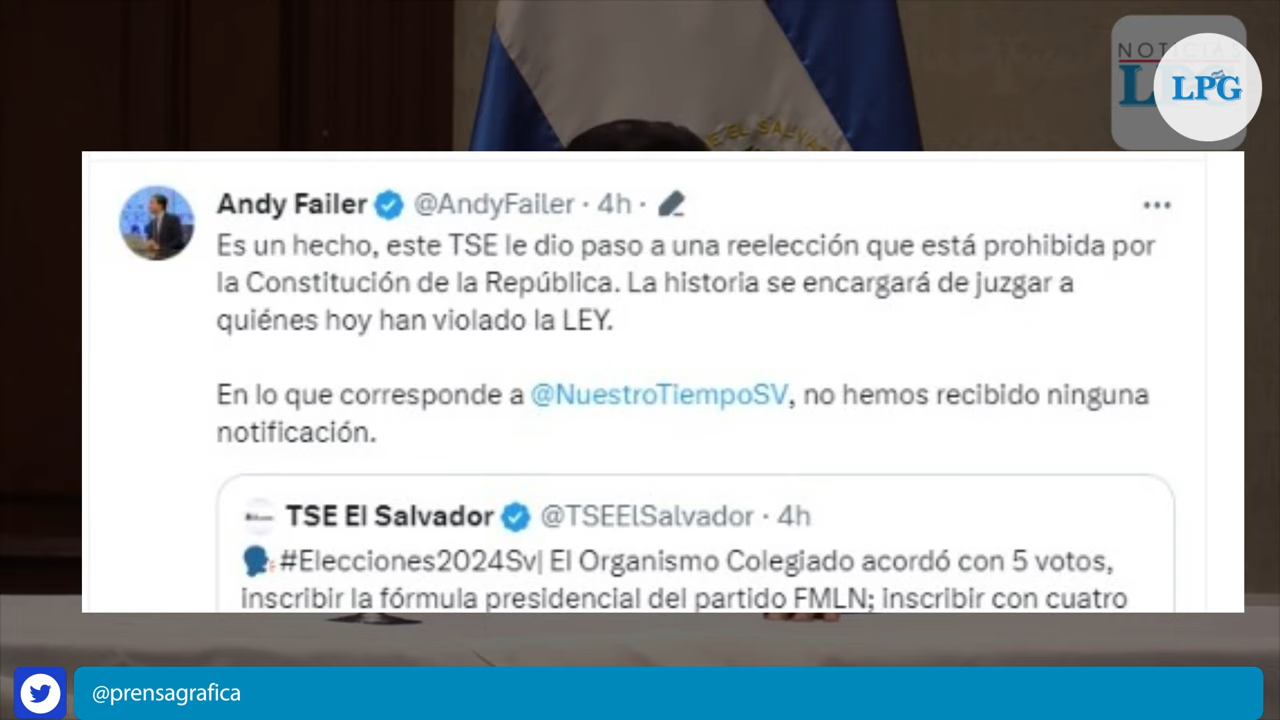 NOTICIAS
LPG
DE EL SALVADOR
Andy Failer @AndyFailer · 4h ·
Es un hecho, este TSE le dio paso a una reelección que está prohibida por
la Constitución de la República. La historia se encargará de juzgar a
quiénes hoy han violado la LEY.
En lo que corresponde a @NuestroTiempoSV, no hemos recibido ninguna
notificación.
TSE El Salvador @TSEElSalvador · 4h
#Elecciones2024Sv| El Organismo Colegiado acordó con 5 votos,
inscribir la fórmula presidencial del partido FMLN; inscribir con cuatro
@prensagrafica